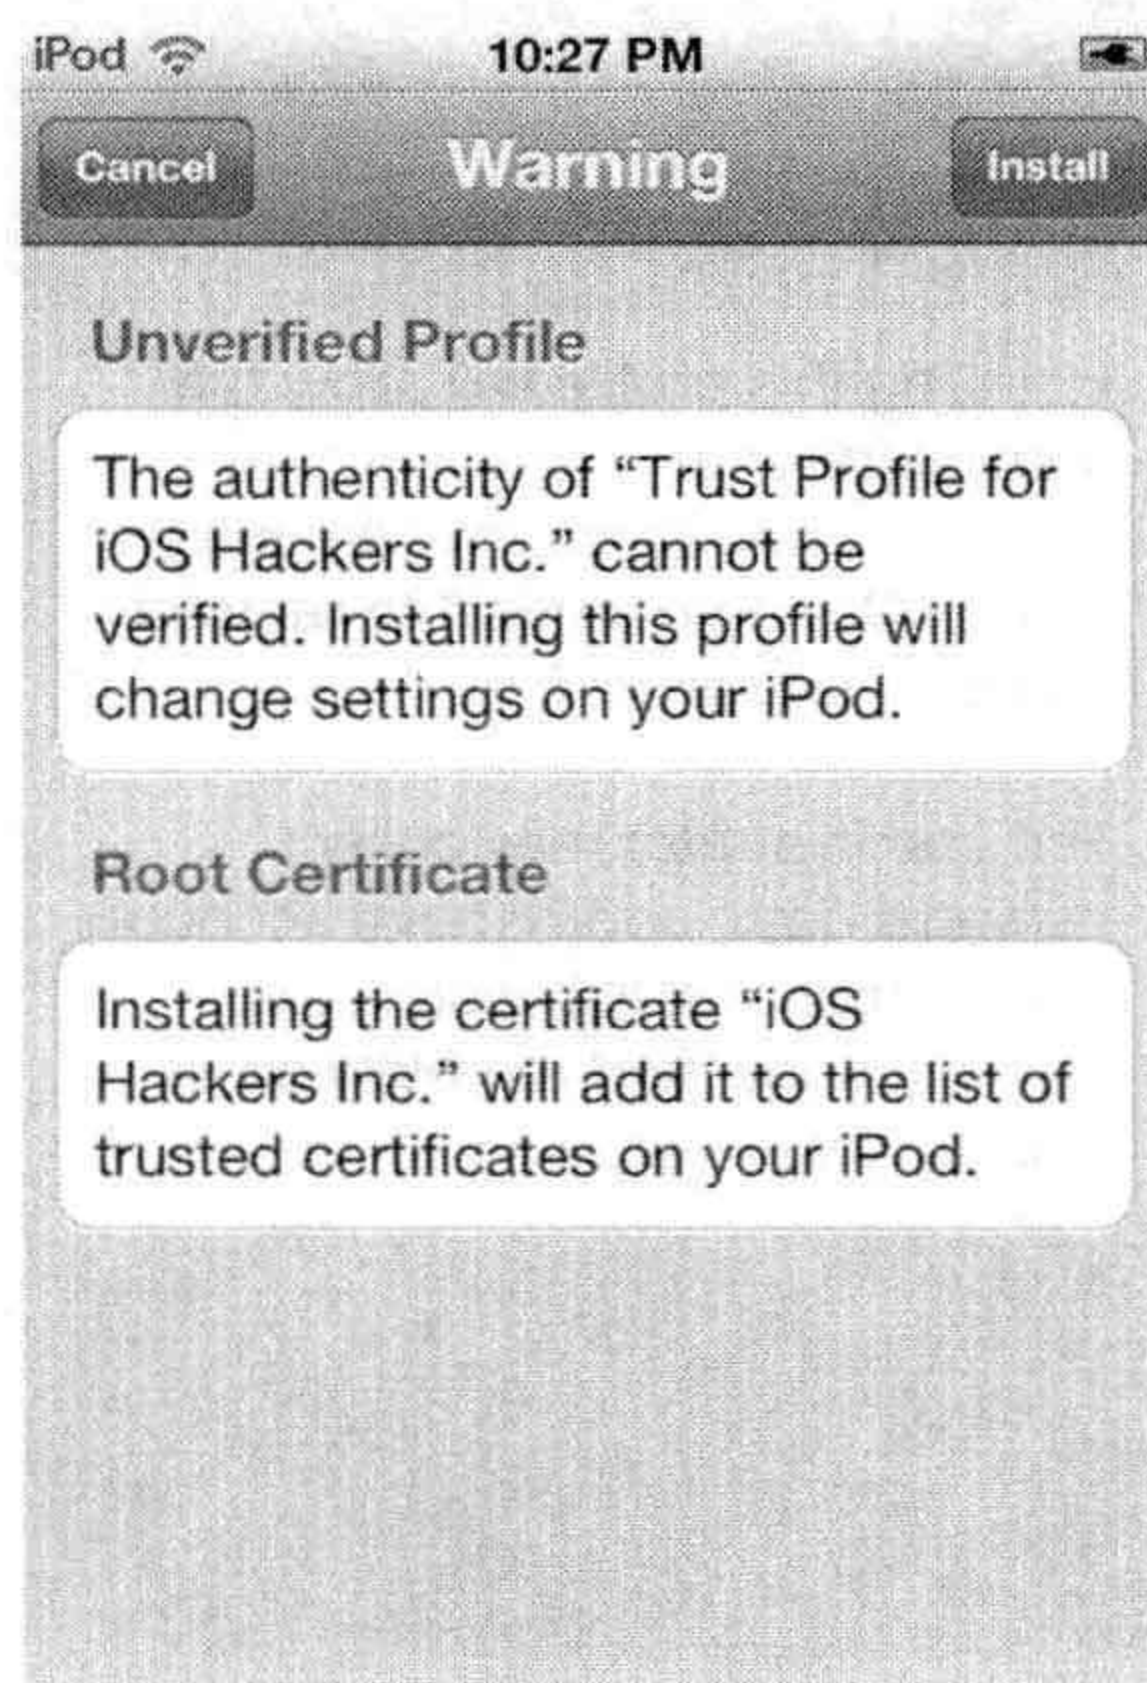 iPod 10:27 PM
Cancel Warning Install
Unverified Profile
The authenticity of “Trust Profile for
iOS Hackers Inc.” cannot be
verified. Installing this profile will
change settings on your iPod.
Root Certificate
Installing the certificate “iOS
Hackers Inc.” will add it to the list of
trusted certificates on your iPod.